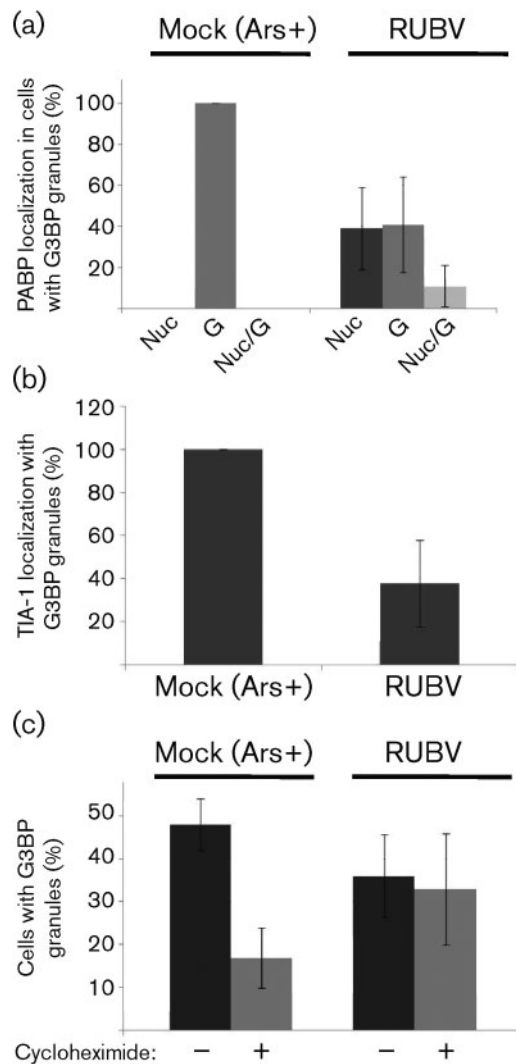 (a)
Mock (Ars+) RUBV
PABP localization in cells
with G3BP granules (%)
100
80
60
40
20
Nuc G Nuc/G Nuc G Nuc/G
(b)
TIA-1 localization with
G3BP granules (%)
120
100
80
60
40
20
Mock (Ars+) RUBV
(c)
Mock (Ars+) RUBV
Cells with G3BP
granules (%)
50
40
30
20
10
Cycloheximide: – + – +